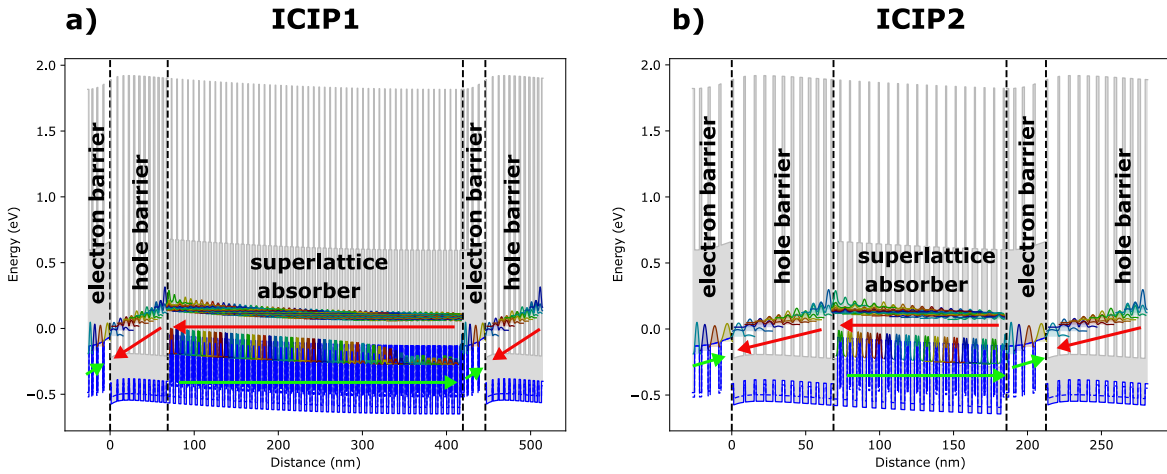 a)
ICIP1
2.0
1.5
1.0
0.5
0.0
−0.5
Energy (eV)
electron barrier
hole barrier
superlattice
absorber
electron barrier
hole barrier
0
100
200
300
400
500
Distance (nm)
b)
ICIP2
2.0
1.5
1.0
0.5
0.0
−0.5
Energy (eV)
electron barrier
hole barrier
superlattice
absorber
electron barrier
hole barrier
0
50
100
150
200
250
Distance (nm)